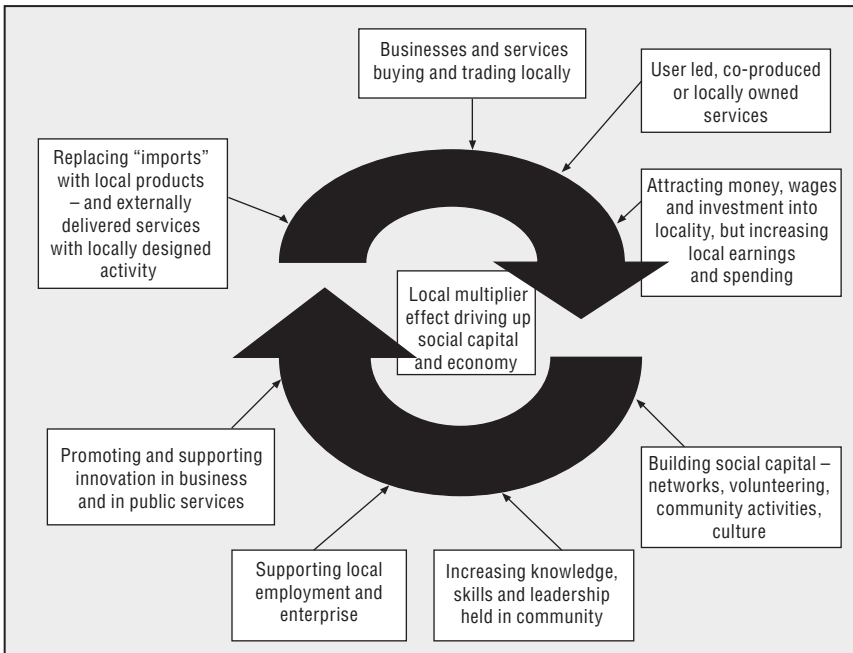 Businesses and services
buying and trading locally
User led, co-produced
or locally owned
services
Replacing “imports”
with local products
– and externally
delivered services
with locally designed
activity
Attracting money, wages
and investment into
locality, but increasing
local earnings
and spending
Local multiplier
effect driving up
social capital
and economy
Promoting and supporting
innovation in business
and in public services
Building social capital –
networks, volunteering,
community activities,
culture
Supporting local
employment and
enterprise
Increasing knowledge,
skills and leadership
held in community